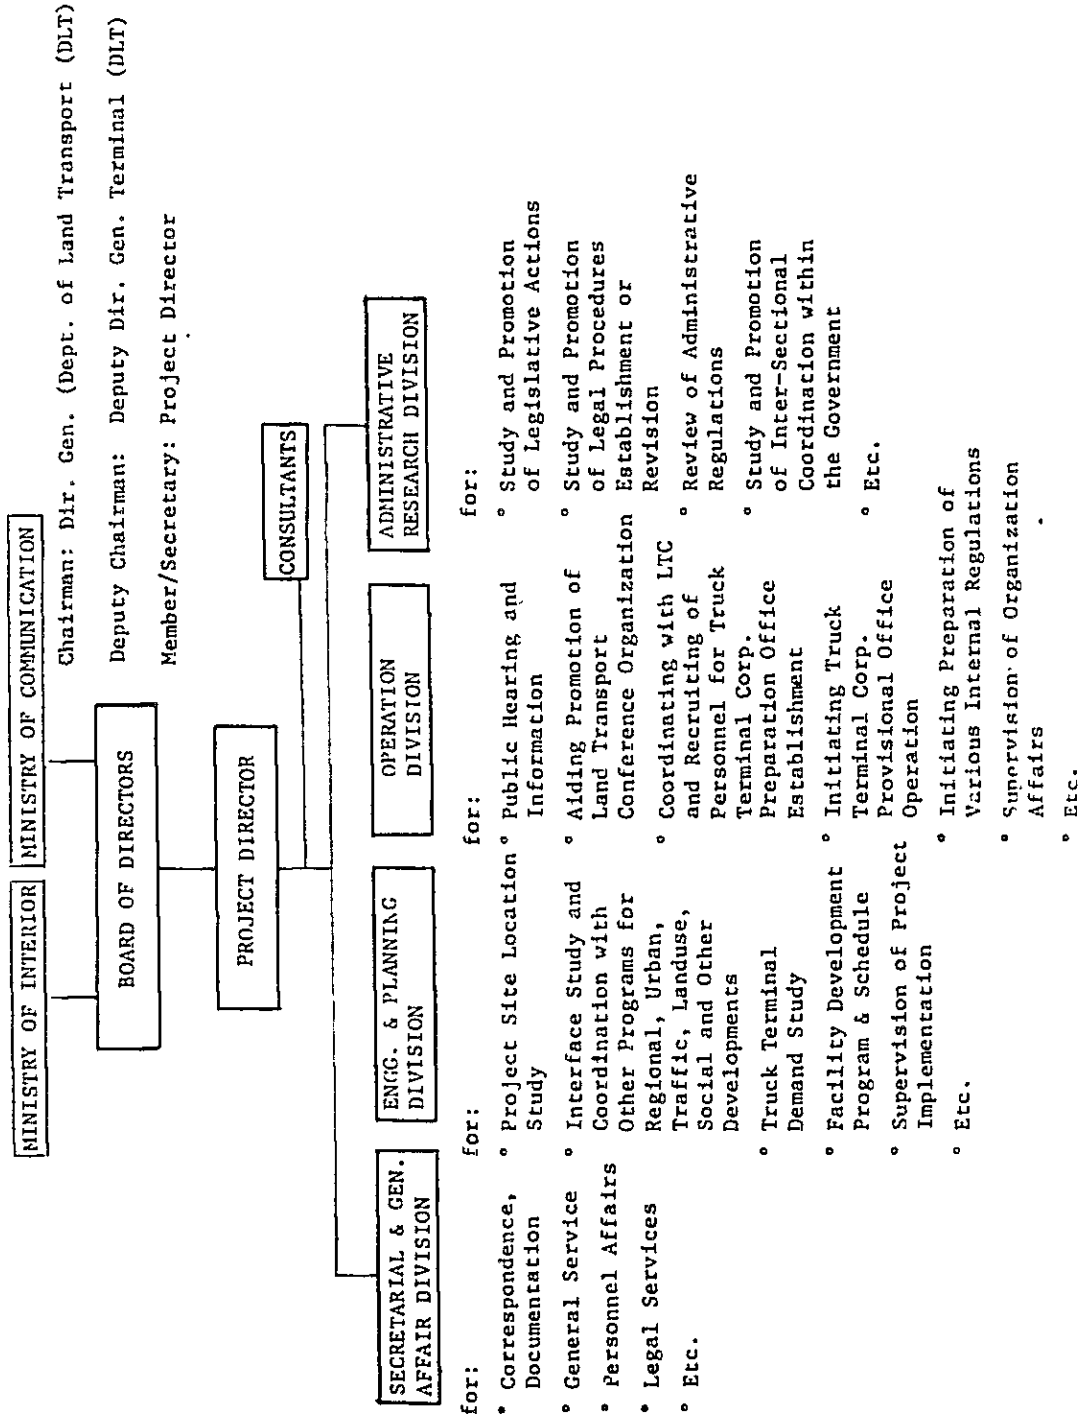 MINISTRY OF INTERIOR
MINISTRY OF COMMUNICATION
Chairman: Dir. Gen. (Dept. of Land Transport (DLT)
BOARD OF DIRECTORS
Deputy Chairman: Deputy Dir. Gen. Terminal (DLT)
Member/Secretary: Project Director
PROJECT DIRECTOR
CONSULTANTS
SECRETARIAL & GEN.
AFFAIR DIVISION
for:
° Correspondence,
Documentation
° General Service
° Personnel Affairs
° Legal Services
° Etc.
ENGG. & PLANNING
DIVISION
for:
° Project Site Location
Study
° Interface Study and
Coordination with
Other Programs for
Regional, Urban,
Traffic, Landuse,
Social and Other
Developments
° Truck Terminal
Demand Study
° Facility Development
Program & Schedule
° Supervision of Project
Implementation
° Etc.
OPERATION
DIVISION
for:
° Public Hearing and
Information
° Aiding Promotion of
Land Transport
Conference Organization
° Coordinating with LTC
and Recruiting of
Personnel for Truck
Terminal Corp.
Preparation Office
Establishment
° Initiating Truck
Terminal Corp.
Provisional Office
Operation
° Initiating Preparation of
Various Internal Regulations
° Supervision of Organization
Affairs
° Etc.
ADMINISTRATIVE
RESEARCH DIVISION
for:
° Study and Promotion
of Legislative Actions
° Study and Promotion
of Legal Procedures
Establishment or
Revision
° Review of Administrative
Regulations
° Study and Promotion
of Inter-Sectional
Coordination within
the Government
° Etc.